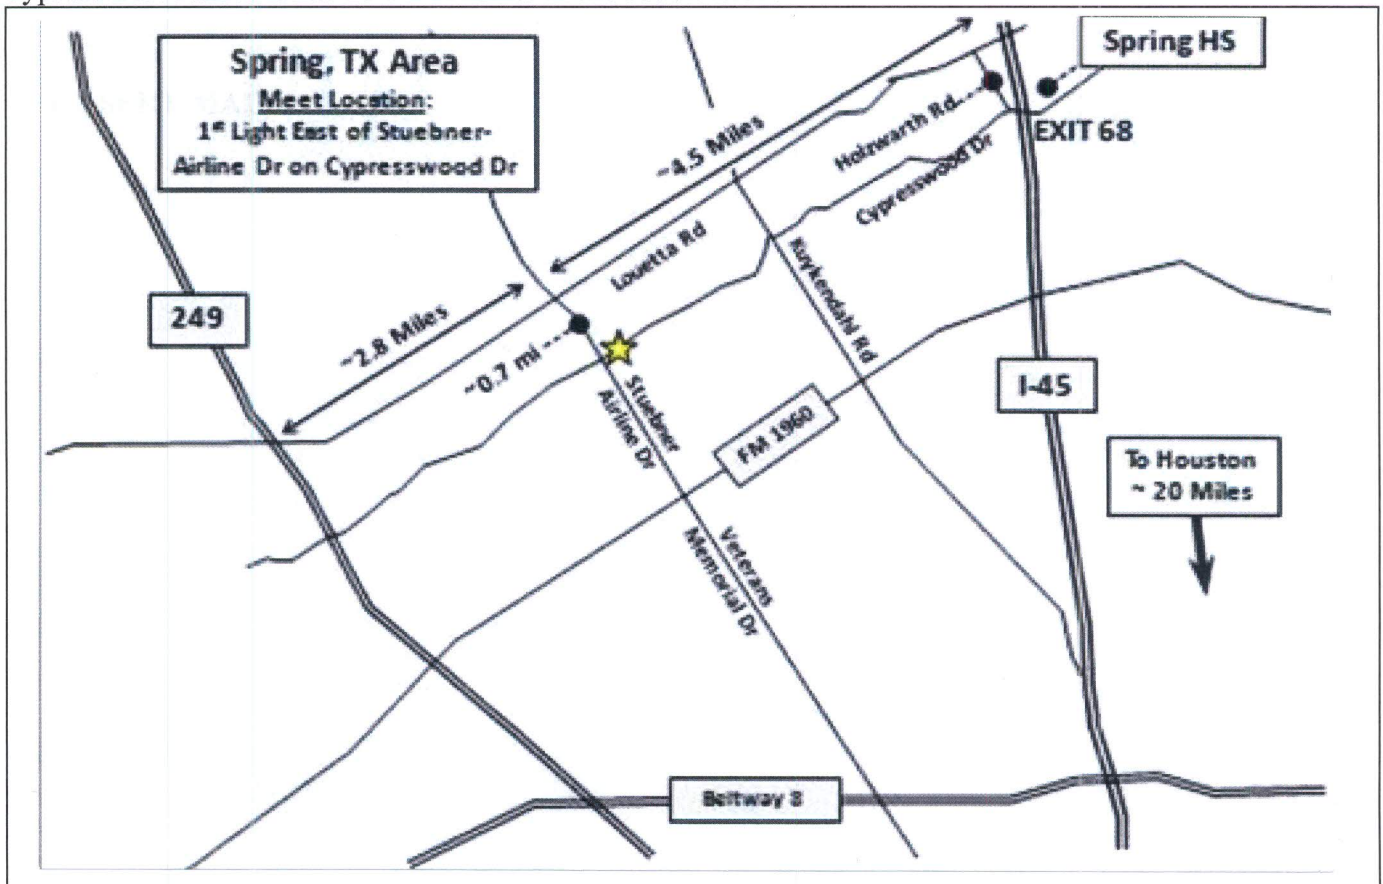 Spring, TX Area
Meet Location:
1st Light East of Stuebner-
Airline Dr on Cypresswood Dr
Spring HS
EXIT 68
~4.5 Miles
Holzwarth Rd
Cypresswood Dr
Louetta Rd
Kuykendahl Rd
249
~2.8 Miles
~0.7 mi
Stuebner
Airline Dr
I-45
FM 1960
To Houston
~ 20 Miles
Veterans
Memorial Dr
Beltway 8